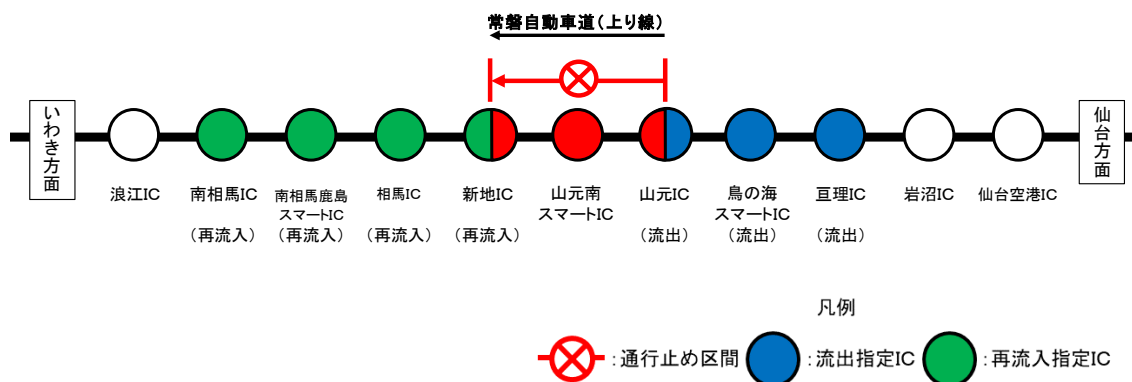 常磐自動車道(上り線)
いわき方面
仙台方面
浪江IC
南相馬IC
(再流入)
南相馬鹿島
スマートIC
(再流入)
相馬IC
(再流入)
新地IC
(再流入)
山元南
スマートIC
山元IC
(流出)
鳥の海
スマートIC
(流出)
亘理IC
(流出)
岩沼IC
仙台空港IC
凡例
:通行止め区間
:流出指定IC
:再流入指定IC